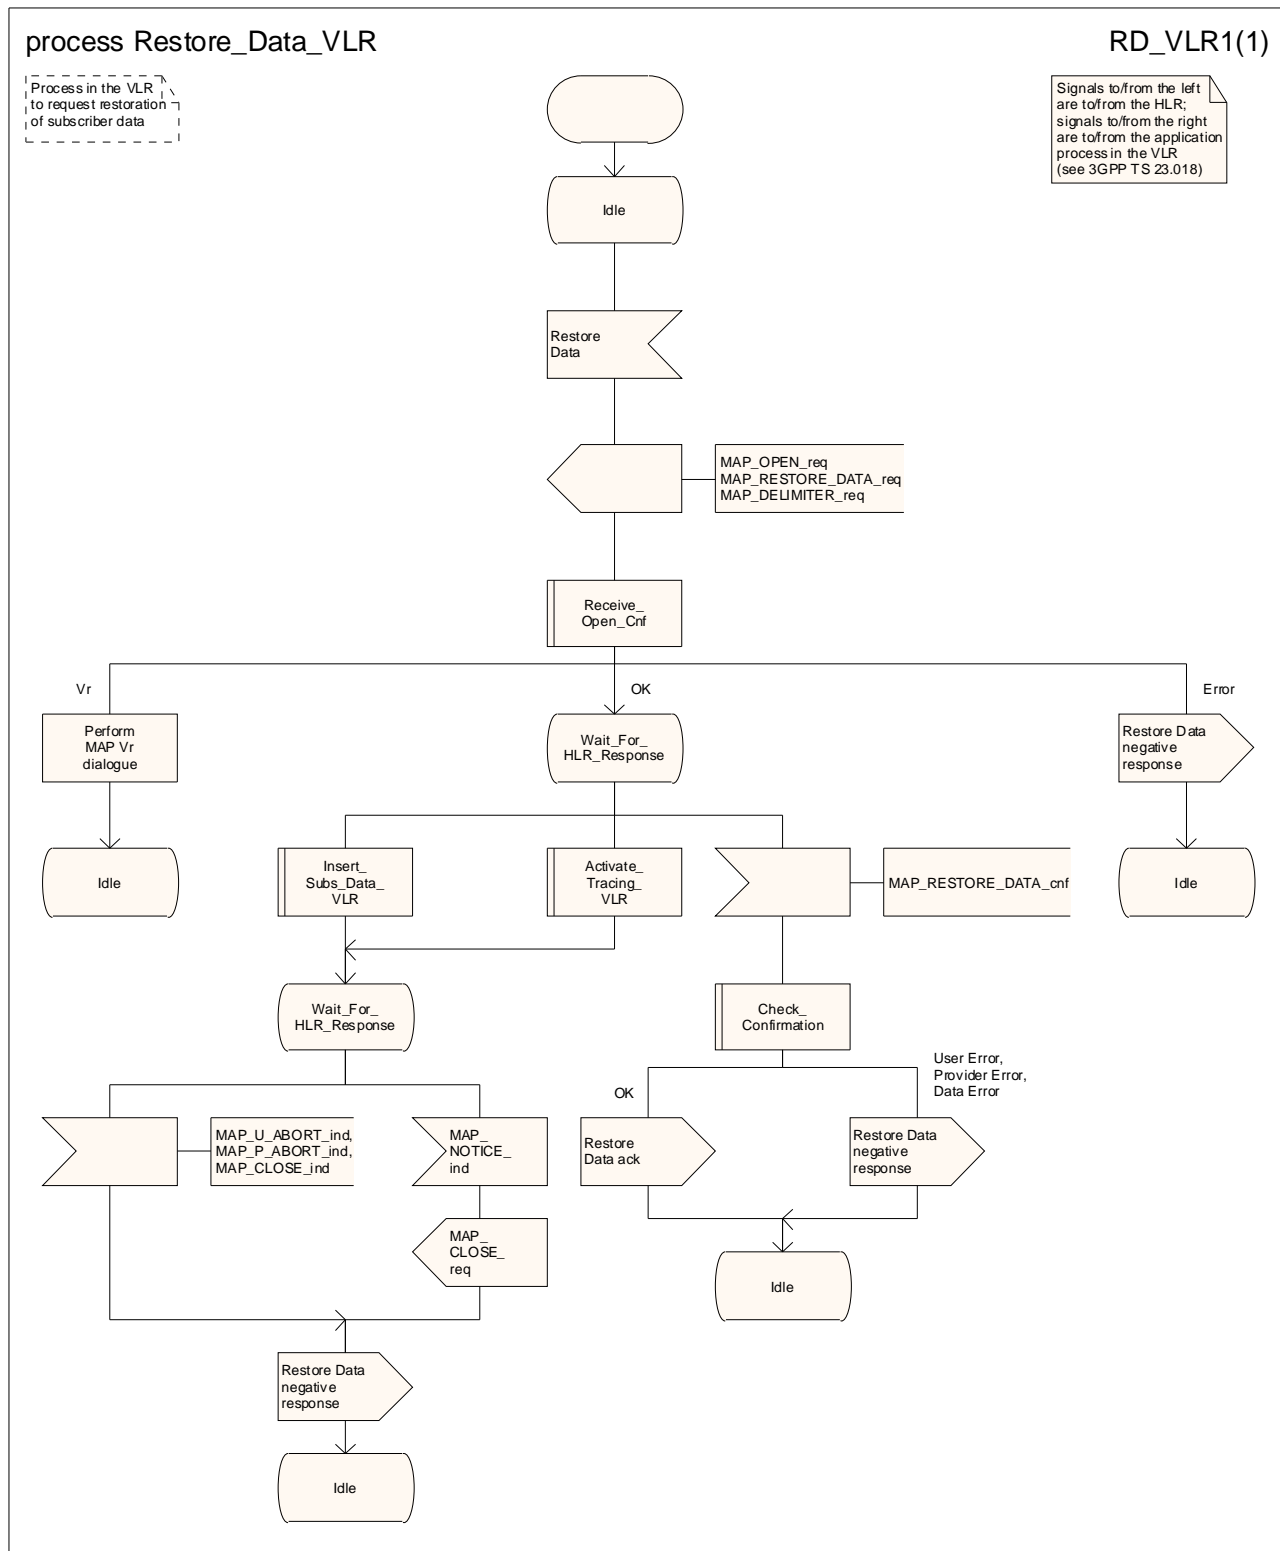 process Restore_Data_VLR
RD_VLR1(1)
Process in the VLR
to request restoration
of subscriber data
Signals to/from the left
are to/from the HLR;
signals to/from the right
are to/from the application
process in the VLR
(see 3GPP TS 23.018)
Idle
Restore
Data
MAP_OPEN_req
MAP_RESTORE_DATA_req
MAP_DELIMITER_req
Receive_
Open_Cnf
Vr
OK
Error
Perform
MAP Vr
dialogue
Wait_For_
HLR_Response
Restore Data
negative
response
Idle
Insert_
Subs_Data_
VLR
Activate_
Tracing_
VLR
MAP_RESTORE_DATA_cnf
Idle
Wait_For_
HLR_Response
Check_
Confirmation
OK
User Error,
Provider Error,
Data Error
MAP_U_ABORT_ind,
MAP_P_ABORT_ind,
MAP_CLOSE_ind
MAP_
NOTICE_
ind
Restore
Data ack
Restore Data
negative
response
MAP_
CLOSE_
req
Idle
Restore Data
negative
response
Idle